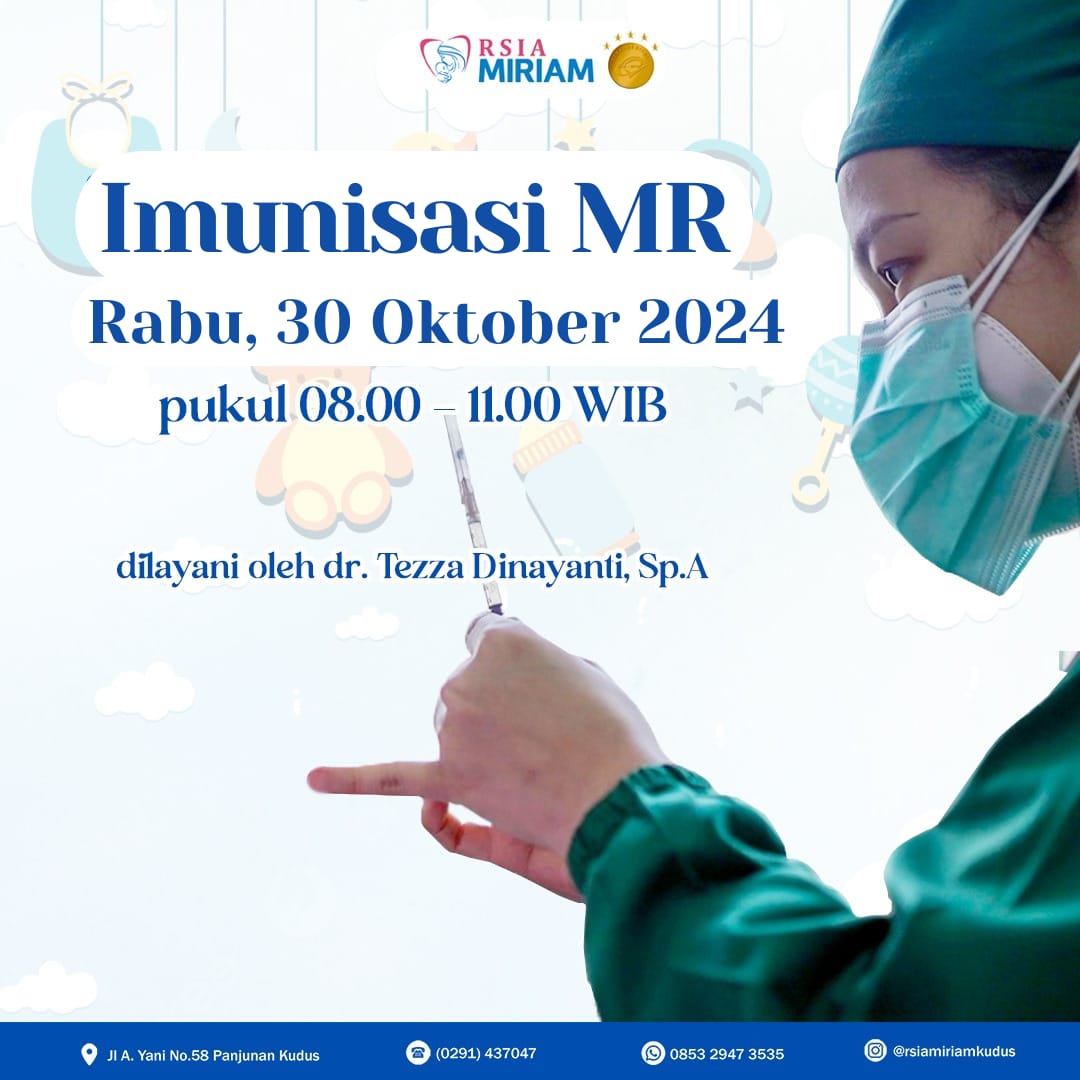 RSIA
MIRIAM
Imunisasi MR
Rabu, 30 Oktober 2024
pukul 08.00 – 11.00 WIB
dilayani oleh dr. Tezza Dinayanti, Sp.A
Jl A. Yani No.58 Panjunan Kudus
(0291) 437047
0853 2947 3535
@rsiamiriamkudus